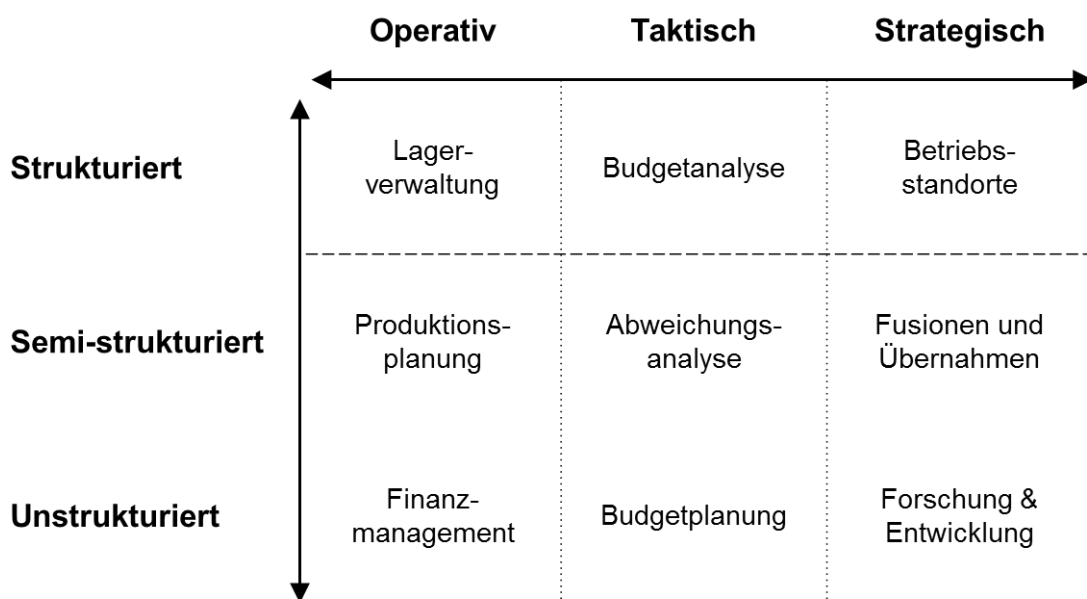 Operativ Taktisch Strategisch
Strukturiert
Lager-
verwaltung
Budgetanalyse
Betriebs-
standorte
Semi-strukturiert
Produktions-
planung
Abweichungs-
analyse
Fusionen und
Übernahmen
Unstrukturiert
Finanz-
management
Budgetplanung
Forschung &
Entwicklung